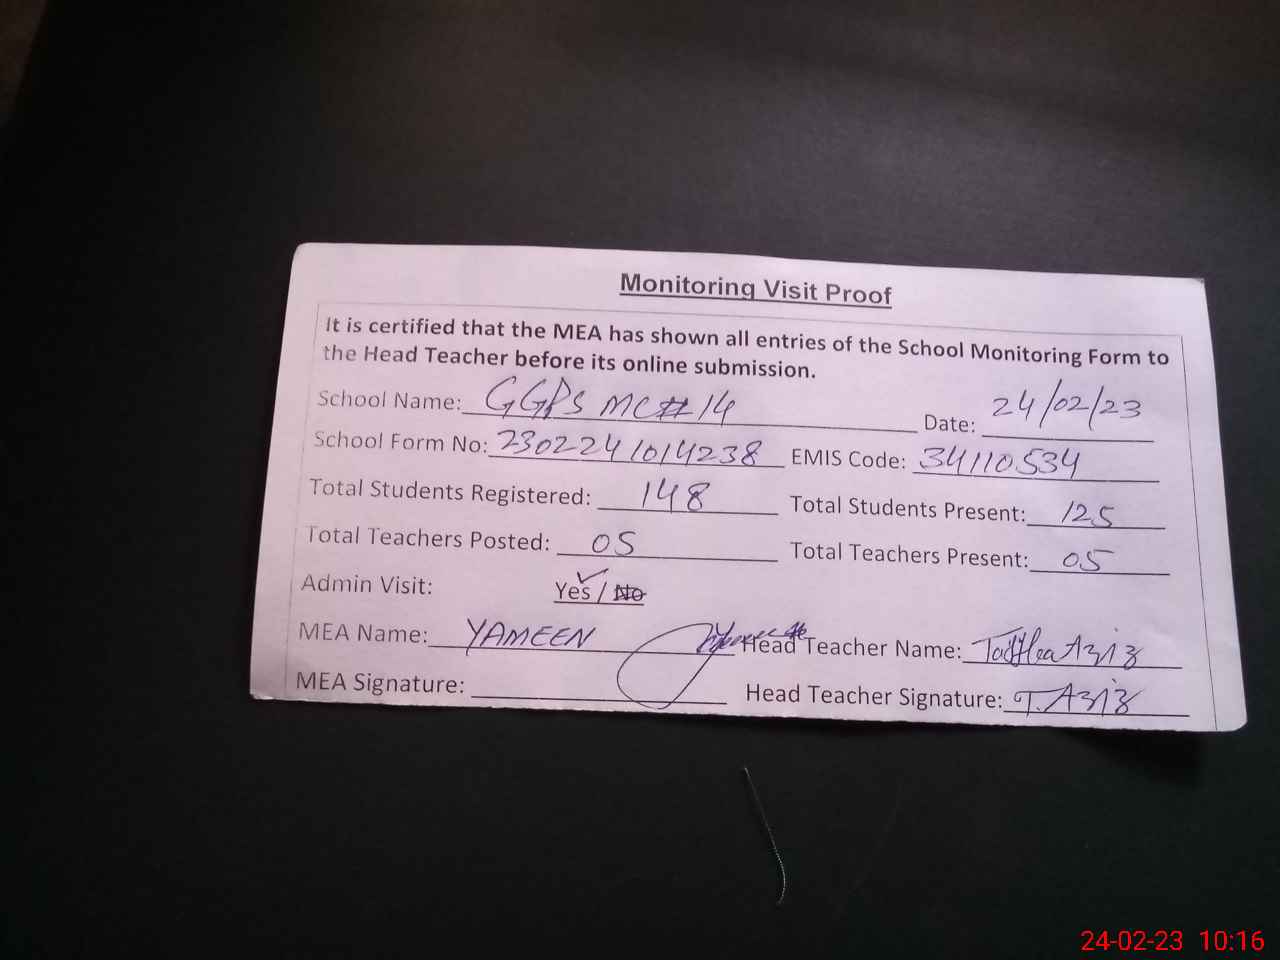 Monitoring Visit Proof
It is certified that the MEA has shown all entries of the School Monitoring Form to
the Head Teacher before its online submission.
School Name: GGPS MC#14 Date: 24/02/23
School Form No: 2302241014238 EMIS Code: 34110534
Total Students Registered: 148 Total Students Present: 125
Total Teachers Posted: 05 Total Teachers Present: 05
Admin Visit: Yes / No
MEA Name: YAMEEN Head Teacher Name: Aziz
MEA Signature: Head Teacher Signature: T. Aziz
24-02-23 10:16